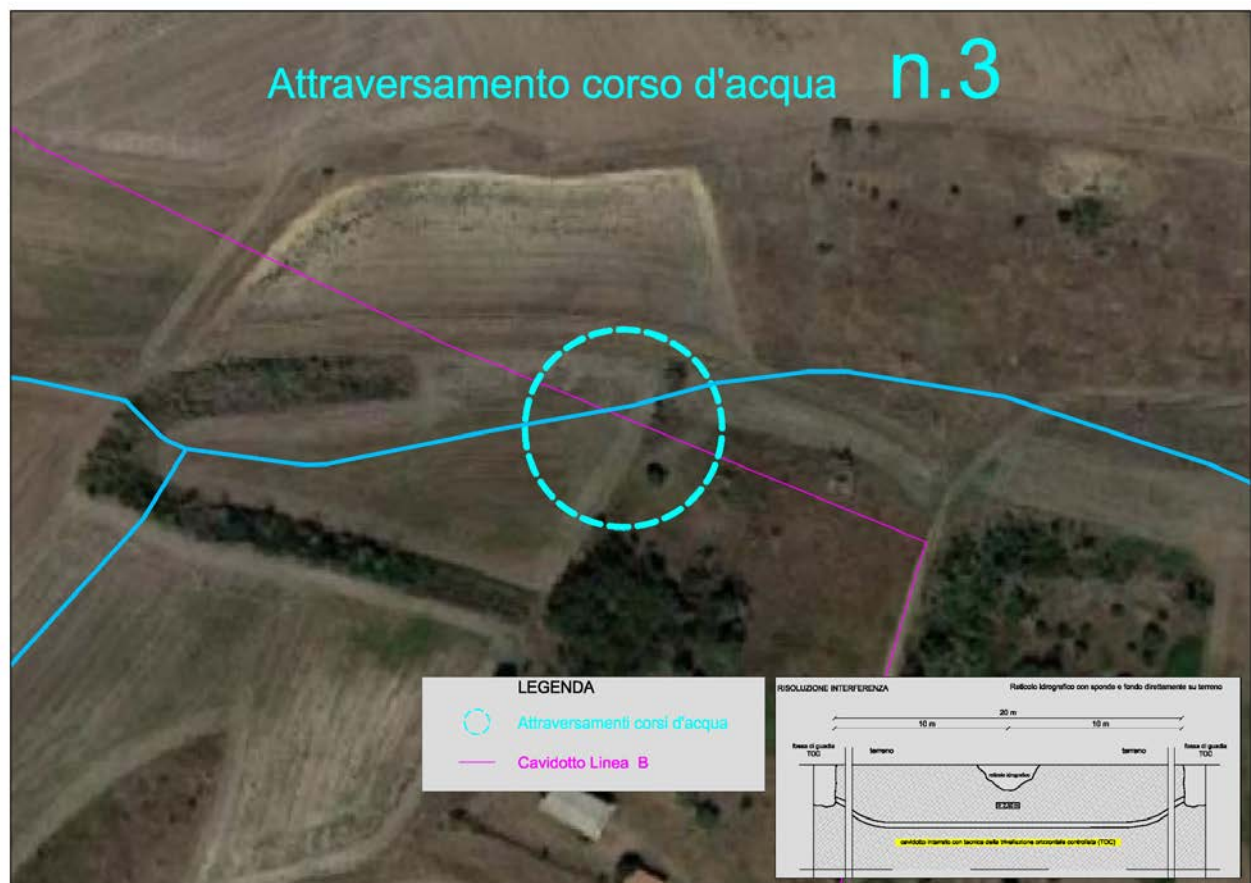 Attraversamento corso d'acqua n.3
LEGENDA
Attraversamenti corsi d'acqua
Cavidotto Linea B
RISOLUZIONE INTERFERENZA
Reticolo idrografico con sponde e fondo direttamente su terreno
20 m
10 m 10 m
fossa di guadia
TOC
terreno
terreno
fossa di guadia
TOC
reticolo idrografico
cavidotto interrato con tecnica della trivellazione orizzontale controllata (TOC)